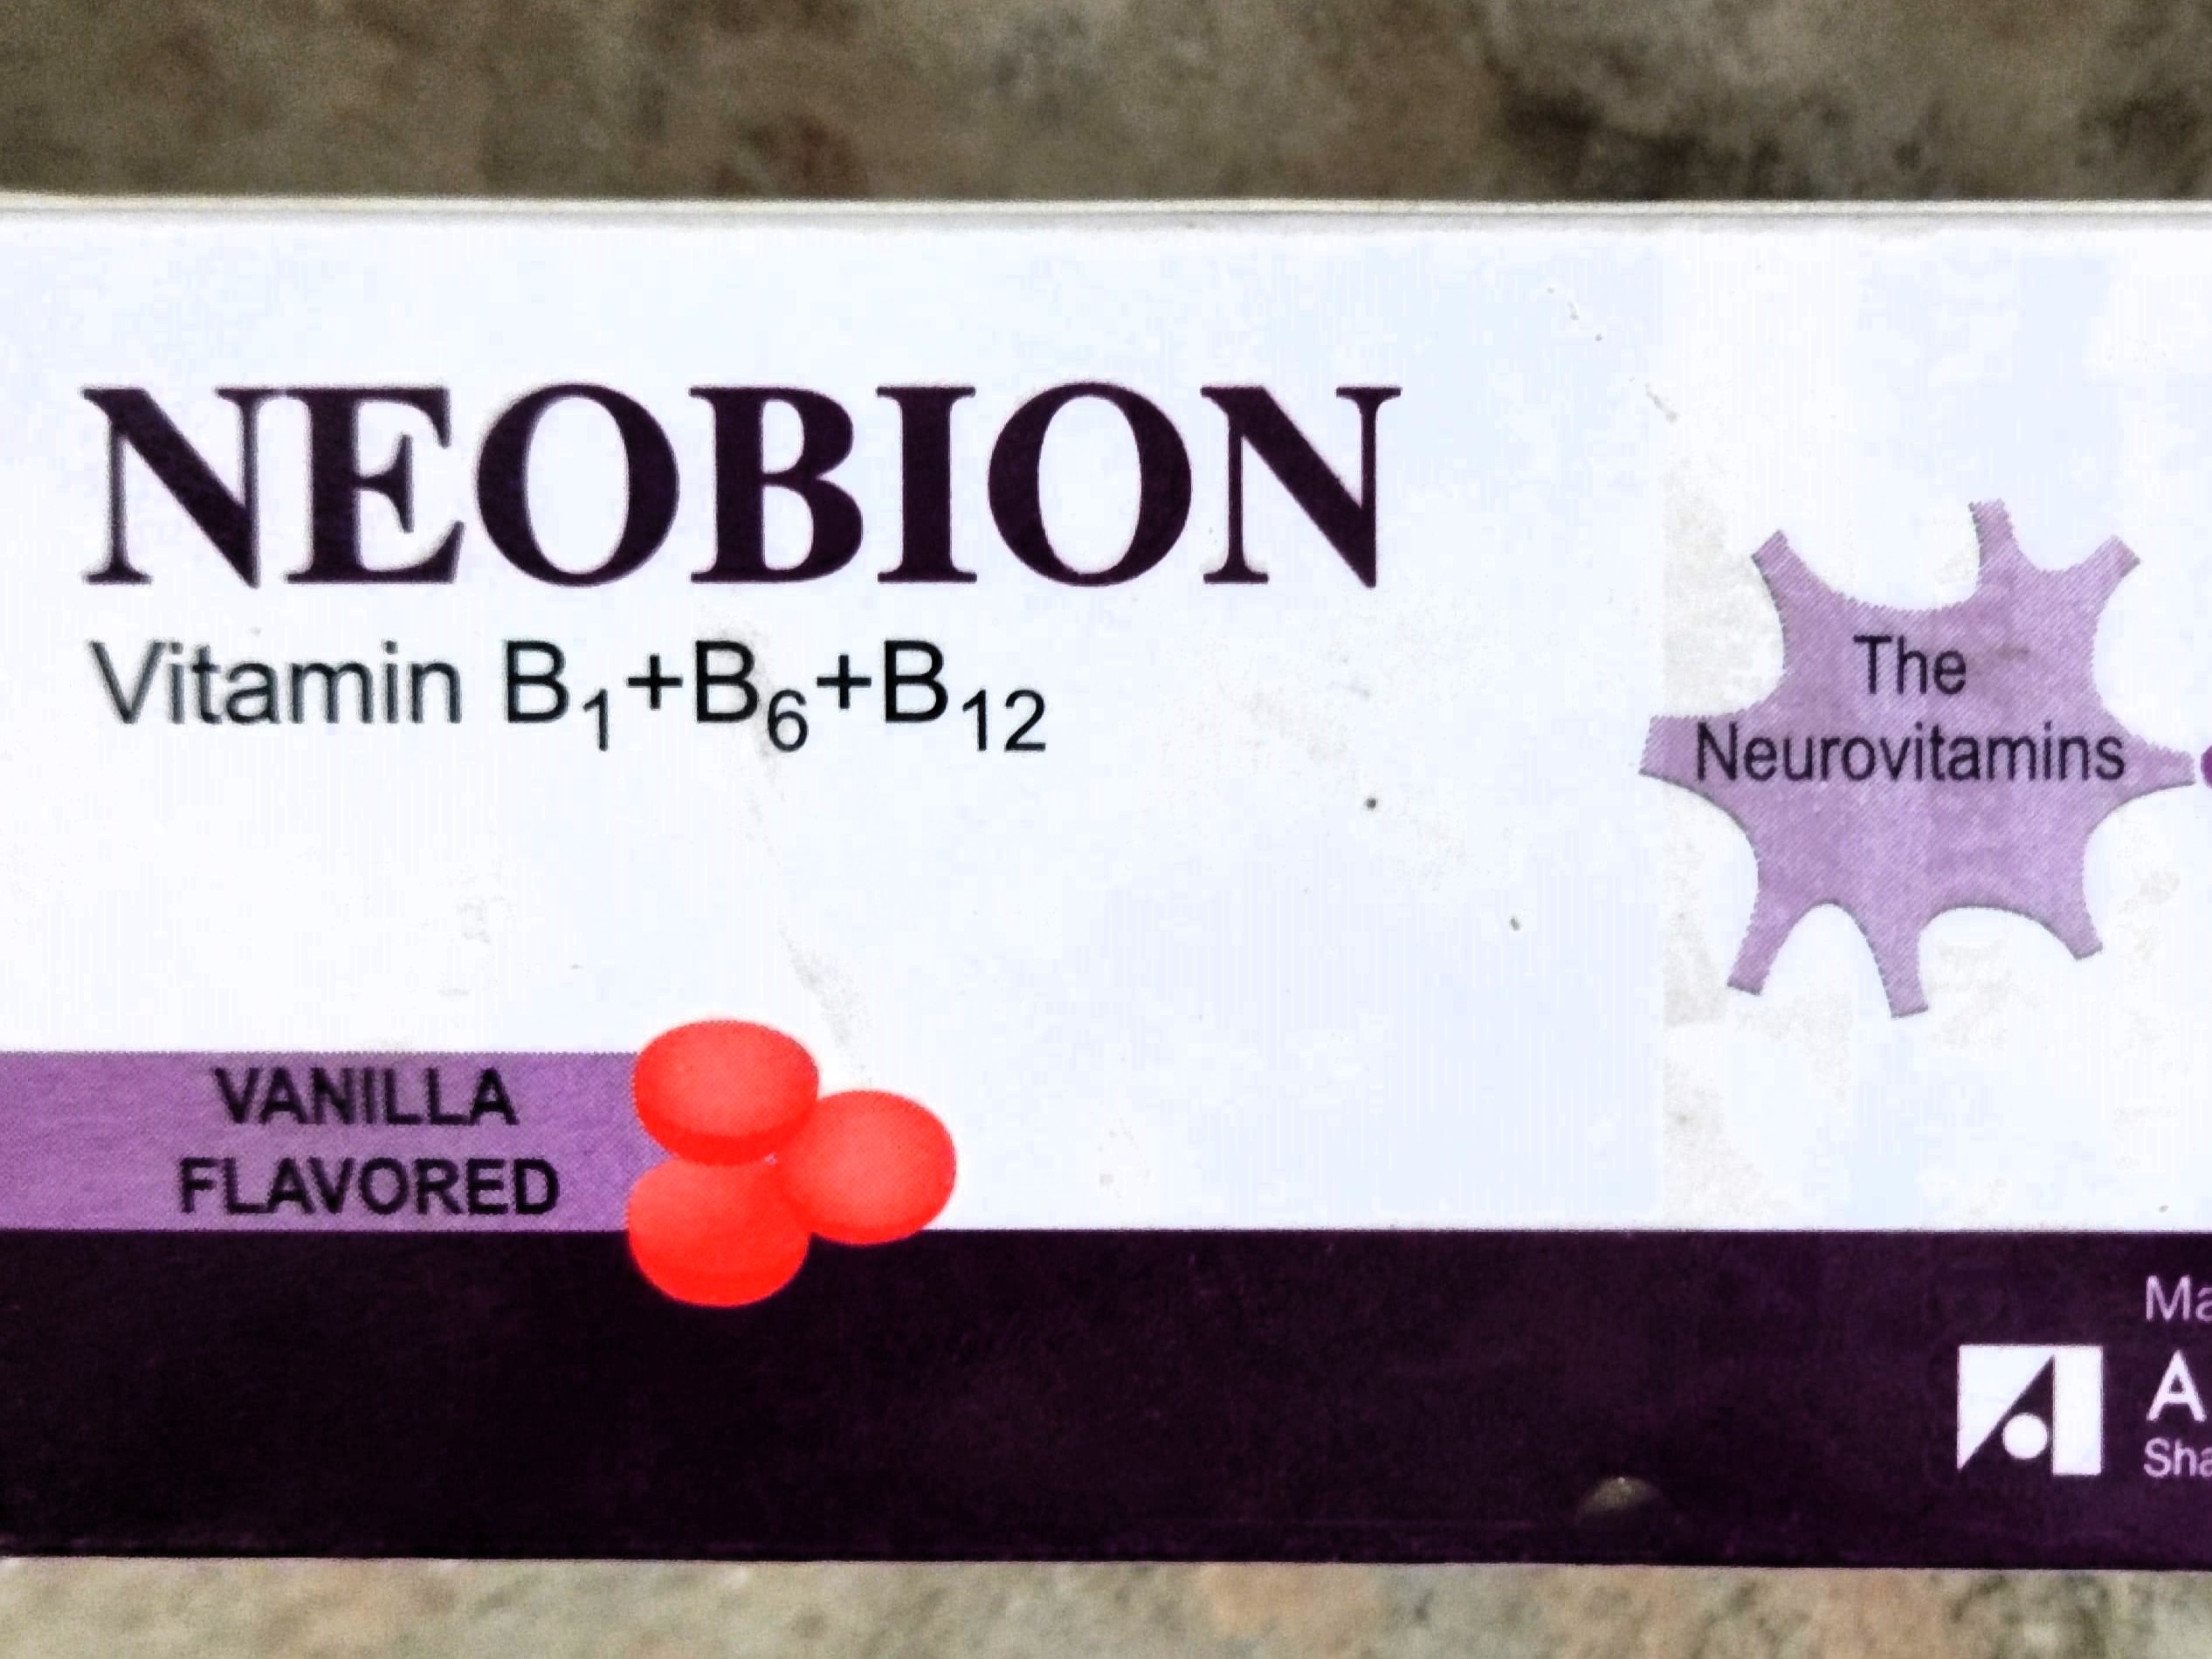 NEOBION
Vitamin B₁+B₆+B₁₂
The
Neurovitamins
VANILLA
FLAVORED